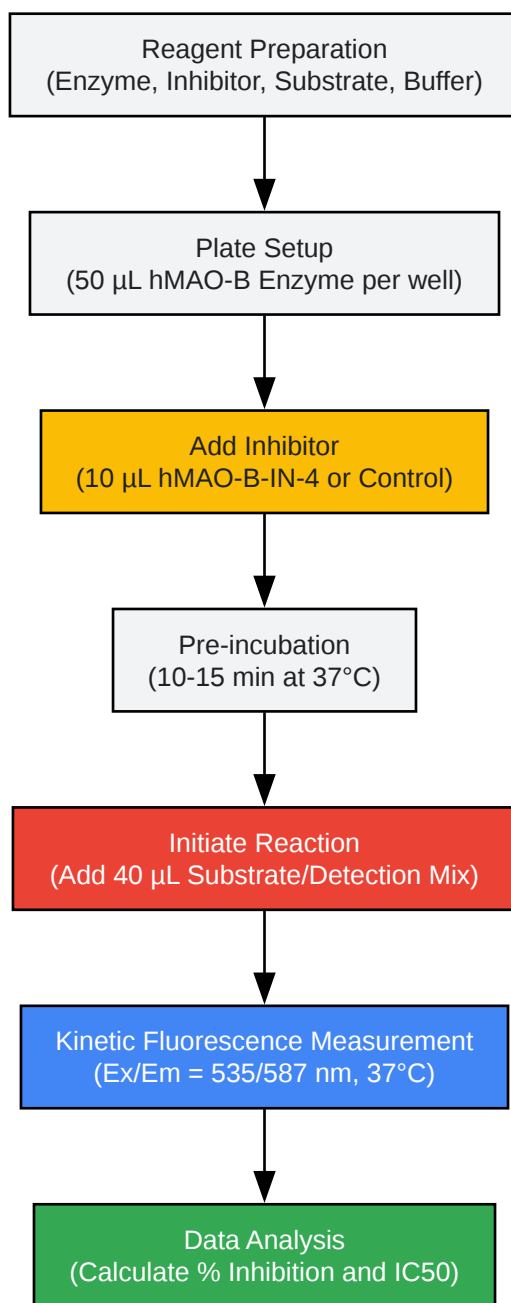 Reagent Preparation
(Enzyme, Inhibitor, Substrate, Buffer)
Plate Setup
(50 µL hMAO-B Enzyme per well)
Add Inhibitor
(10 µL hMAO-B-IN-4 or Control)
Pre-incubation
(10-15 min at 37°C)
Initiate Reaction
(Add 40 µL Substrate/Detection Mix)
Kinetic Fluorescence Measurement
(Ex/Em = 535/587 nm, 37°C)
Data Analysis
(Calculate % Inhibition and IC50)